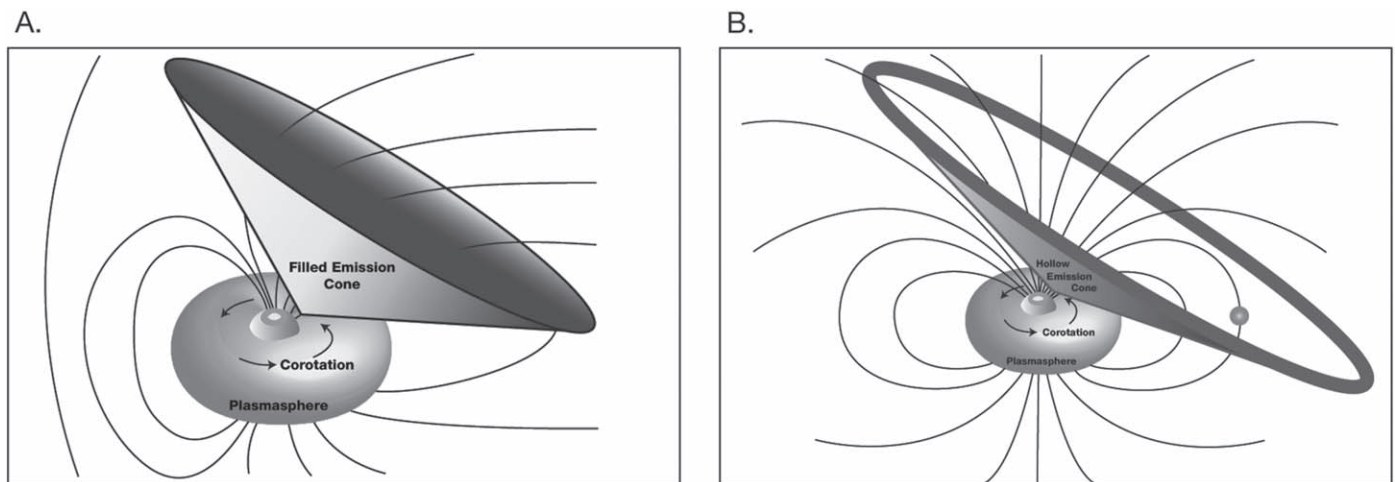 A.
Filled Emission
Cone
Corotation
Plasmasphere
B.
Hollow
Emission
Cone
Corotation
Plasmasphere